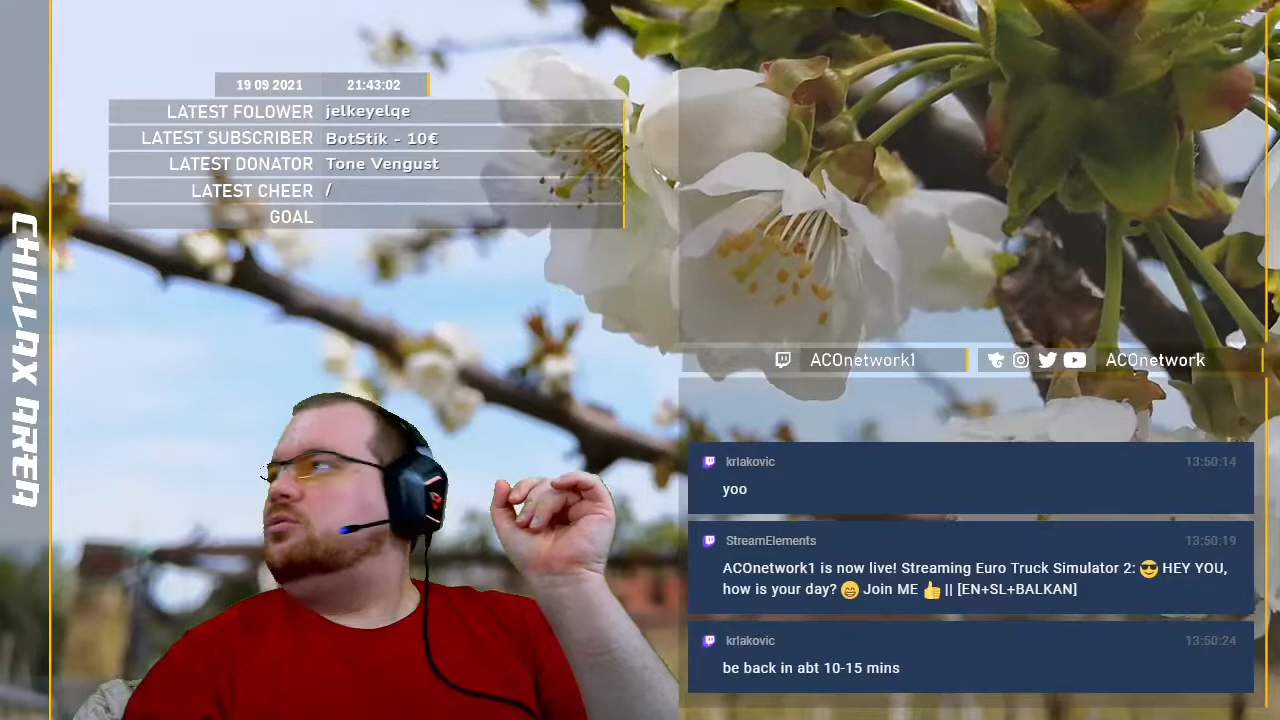 19 09 2021 21:43:02
LATEST FOLOWER jelkeyelqe
LATEST SUBSCRIBER BotStik - 10€
LATEST DONATOR Tone Vengust
LATEST CHEER /
GOAL
CHILLAX AREA
ACOnetwork1 ACOnetwork
krlakovic 13:50:14
yoo
StreamElements 13:50:19
ACOnetwork1 is now live! Streaming Euro Truck Simulator 2: 😎 HEY YOU,
how is your day? 😁 Join ME 👍 || [EN+SL+BALKAN]
krlakovic 13:50:24
be back in abt 10-15 mins